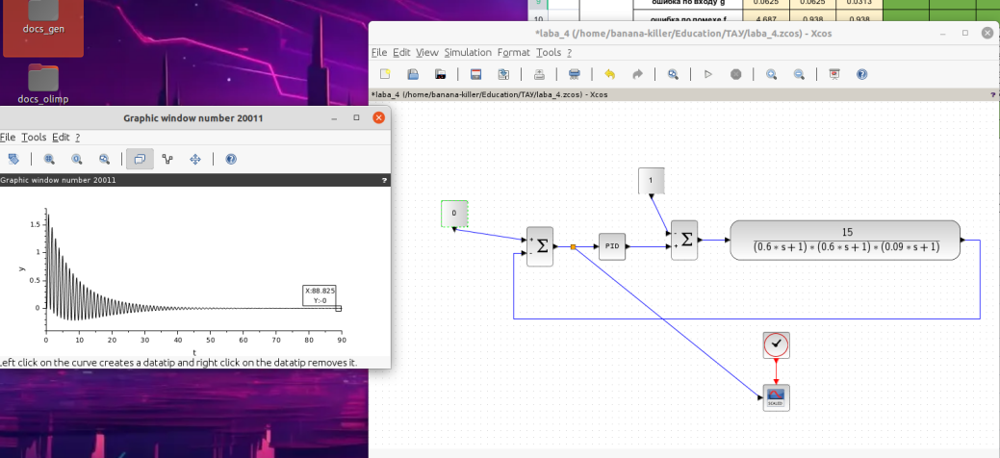 docs_gen
docs_olimp
9
ошибка по входу g 0.0625 0.0625 0.0313
10
ошибка по помехе f 4.687 0.938 0.938
*laba_4 (/home/banana-killer/Education/ТАУ/laba_4.zcos) - Xcos
File Edit View Simulation Format Tools ?
*laba_4 (/home/banana-killer/Education/ТАУ/laba_4.zcos) - Xcos ?
Graphic window number 20011
File Tools Edit ?
Graphic window number 20011 ?
y
1.5
1
0.5
0
X:88.825
Y:-0
0 10 20 30 40 50 60 70 80 90
t
Left click on the curve creates a datatip and right click on the datatip removes it.
1
0
+
-
Σ
PID
-
+
Σ
15
(0.6 * s + 1) * (0.6 * s + 1) * (0.09 * s + 1)